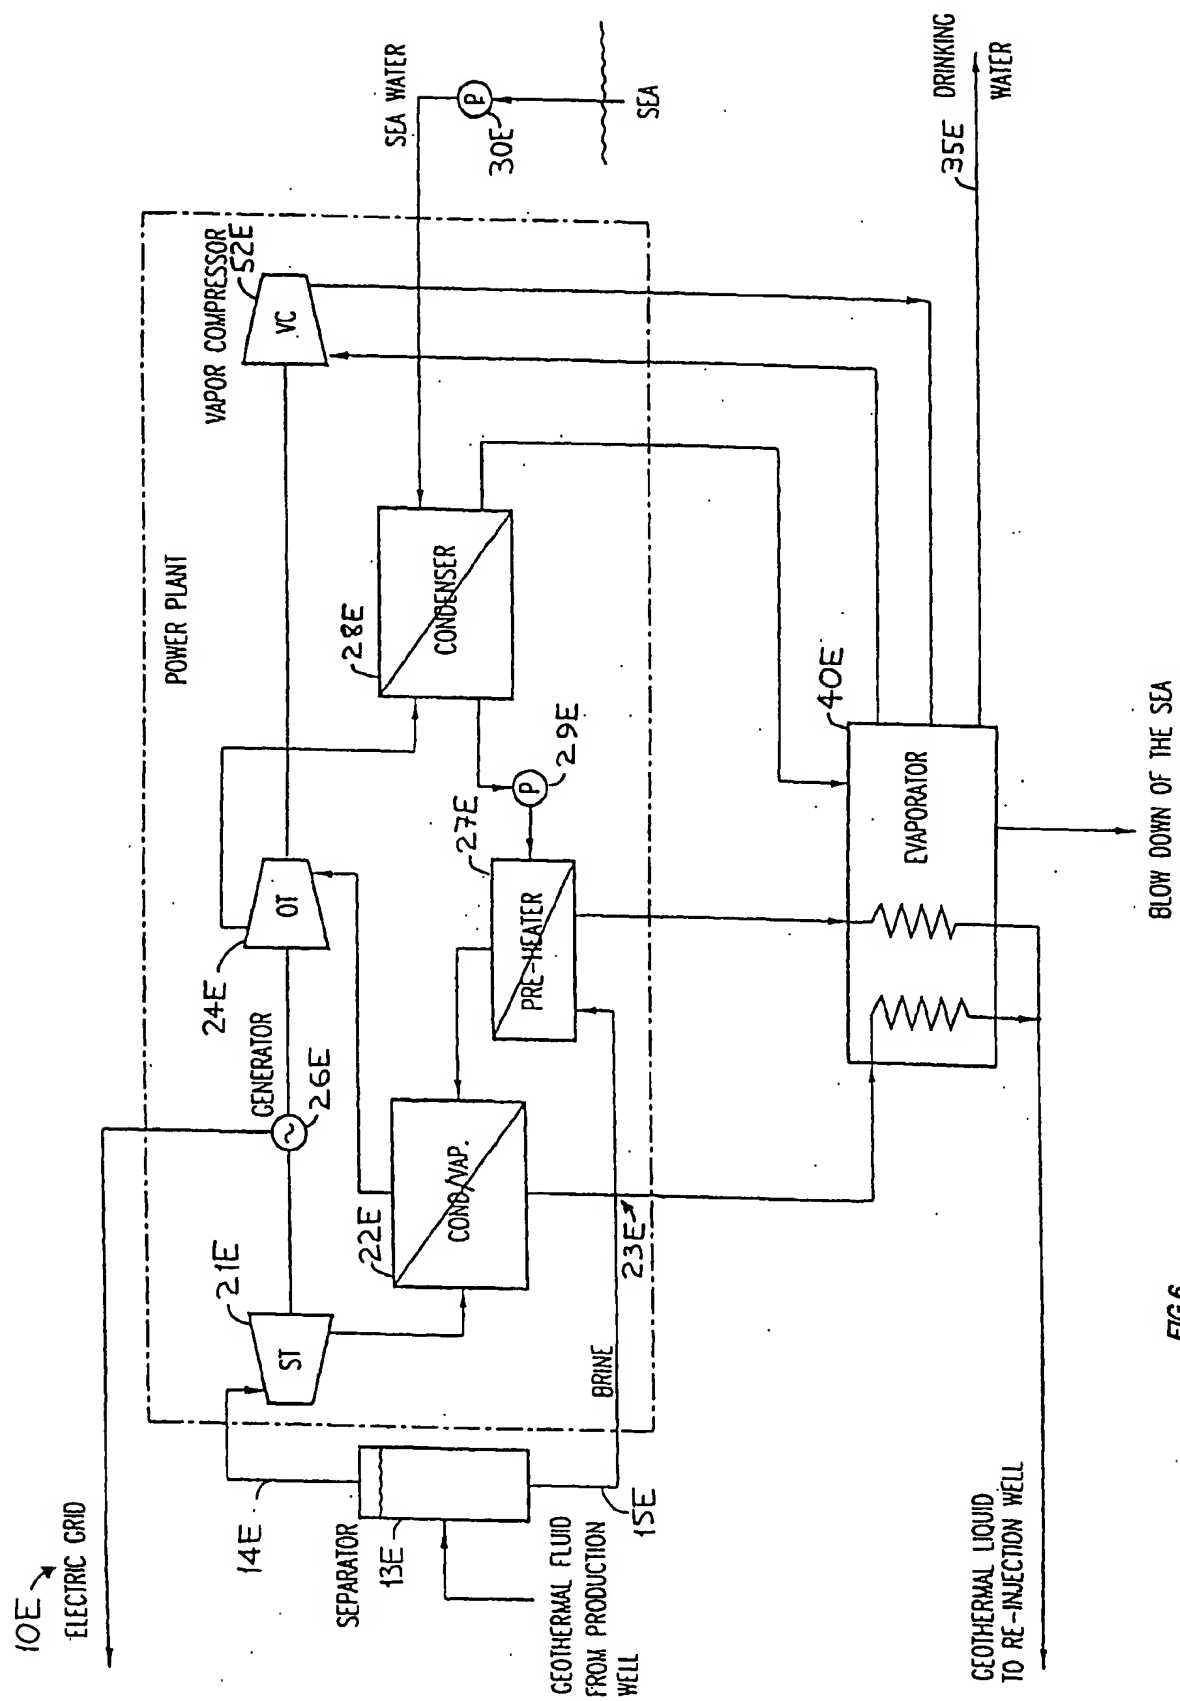 10E
ELECTRIC GRID
14E
SEPARATOR
13E
GEOTHERMAL FLUID
FROM PRODUCTION
WELL
15E
BRINE
POWER PLANT
21E
ST
GENERATOR
26E
24E
OT
VAPOR COMPRESSOR
52E
VC
22E
COND/VAP.
23E
27E
PRE-HEATER
29E
P
28E
CONDENSER
SEA WATER
P
30E
SEA
40E
EVAPORATOR
35E
DRINKING
WATER
BLOW DOWN OF THE SEA
GEOTHERMAL LIQUID
TO RE-INJECTION WELL
FIG.6